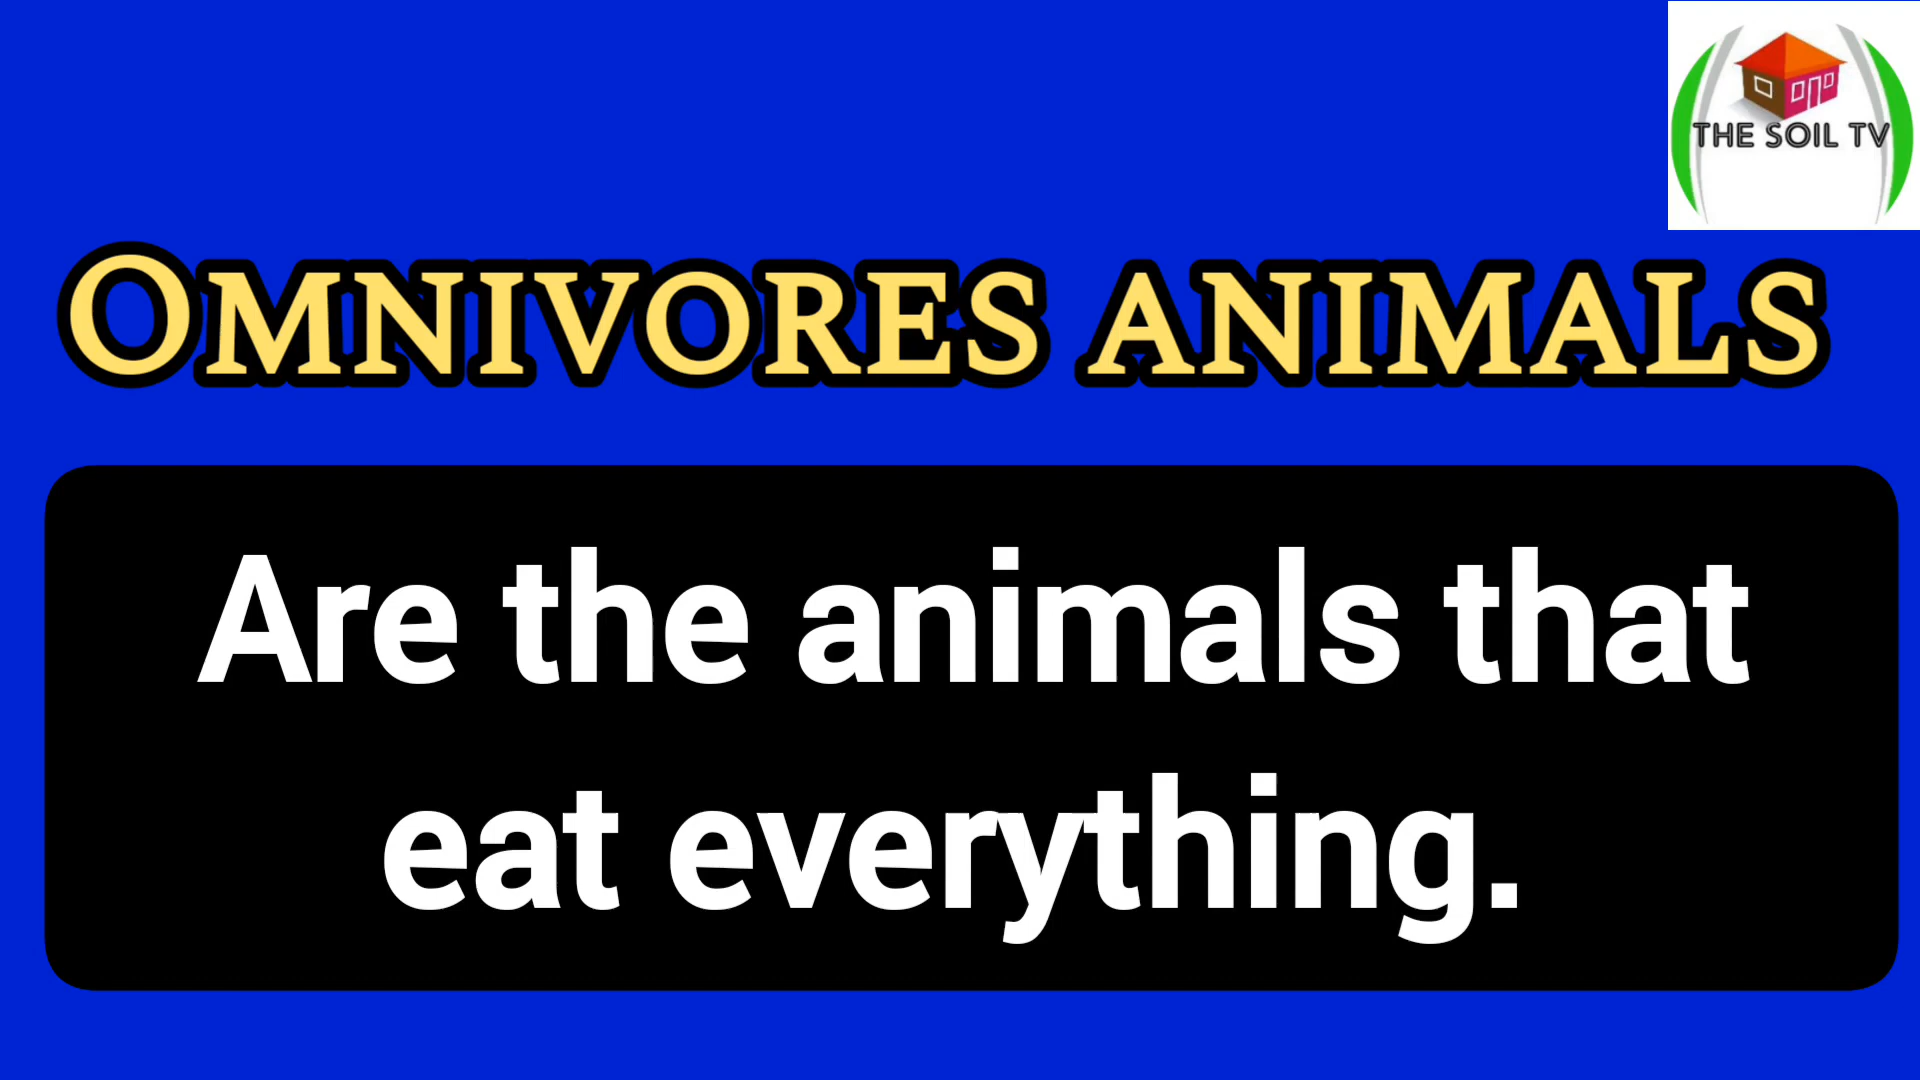 THE SOIL TV
OMNIVORES ANIMALS
Are the animals that
eat everything.